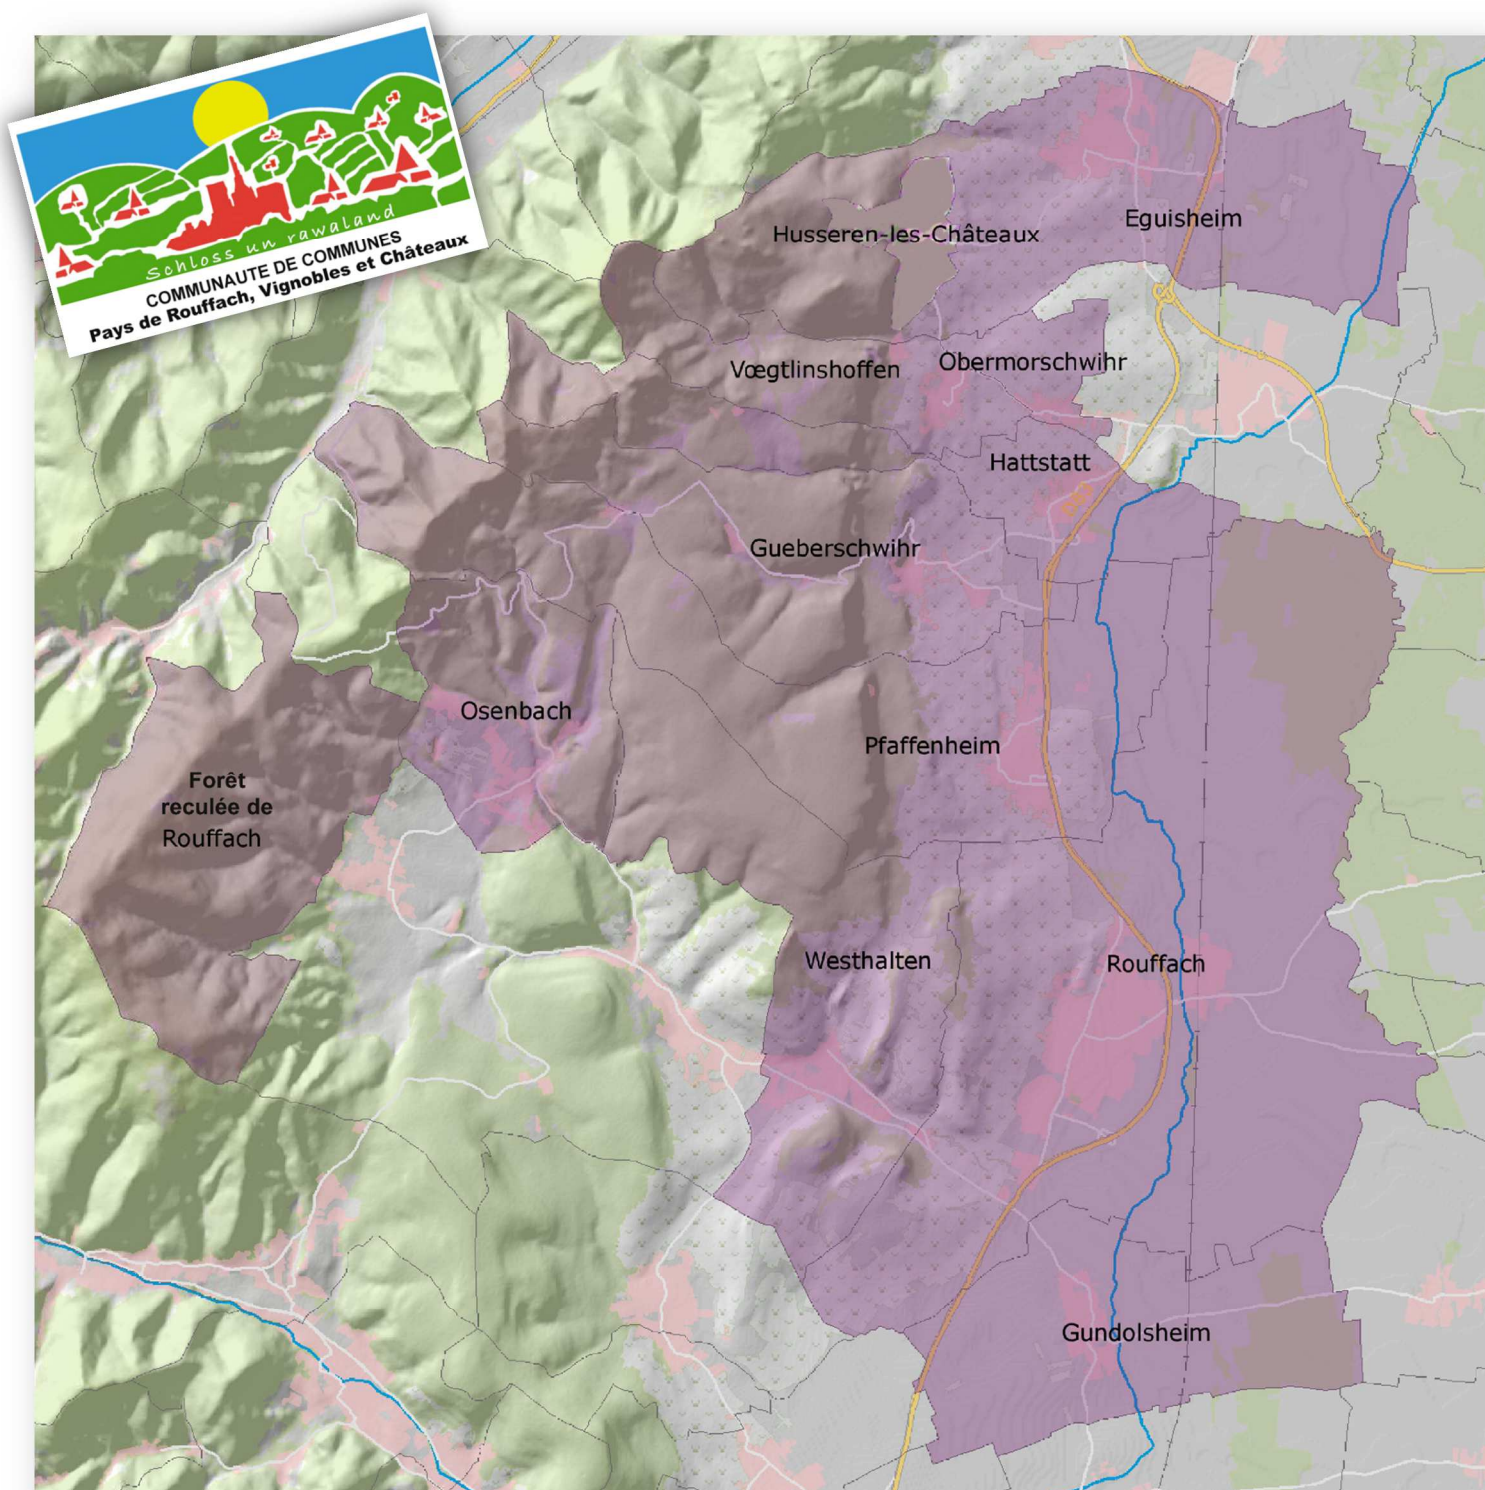 Schloss un rawaland
COMMUNAUTE DE COMMUNES
Pays de Rouffach, Vignobles et Châteaux
Eguisheim
Husseren-les-Châteaux
Vœgtlinshoffen
Obermorschwihr
Hattstatt
D83
Gueberschwihr
Osenbach
Pfaffenheim
Forêt
reculée de
Rouffach
Westhalten
Rouffach
Gundolsheim